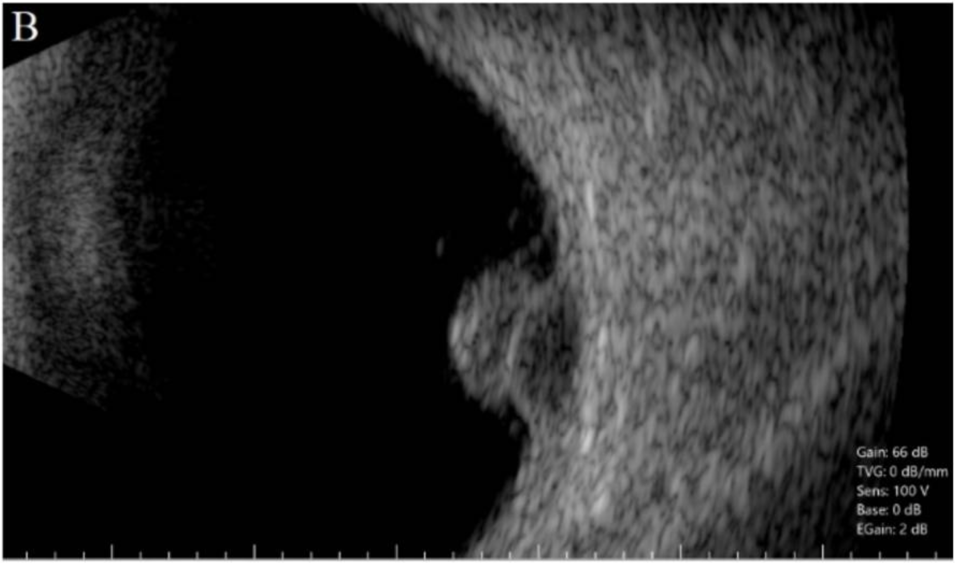 B
Gain: 66 dB
TVG: 0 dB/mm
Sens: 100 V
Base: 0 dB
EGain: 2 dB